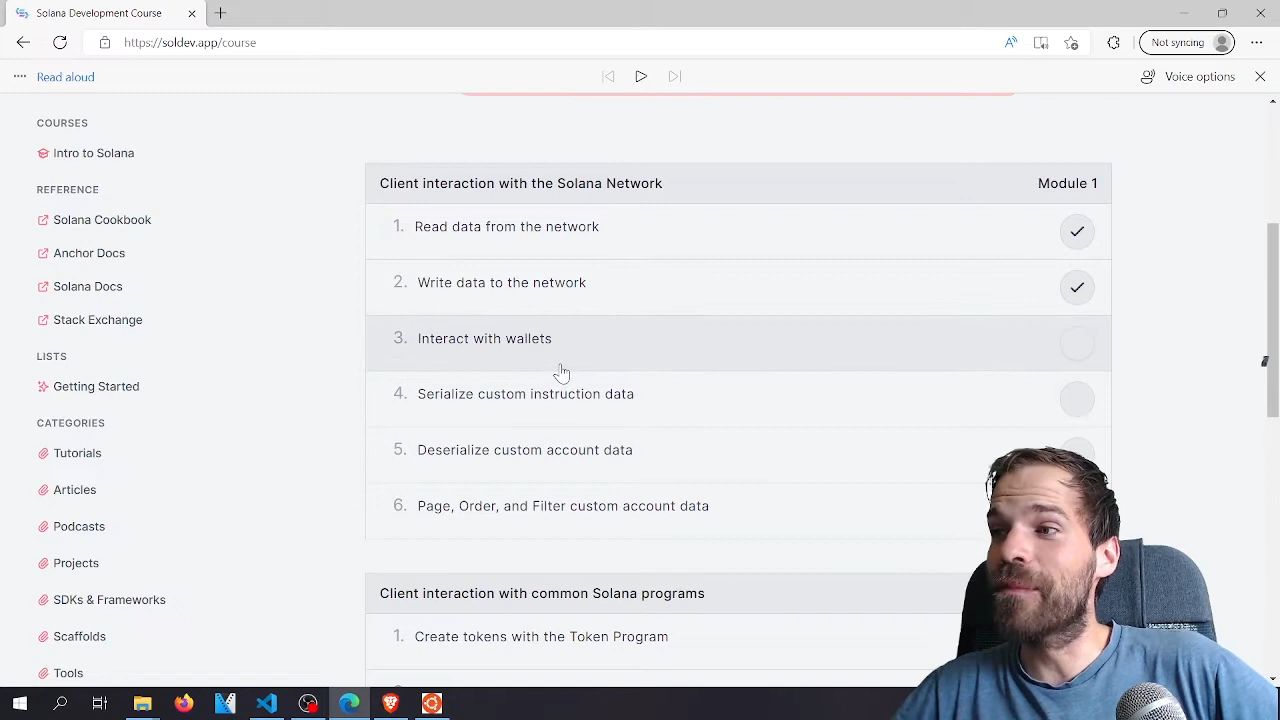 Solana Development Course
https://soldev.app/course
Not syncing
Read aloud
Voice options
COURSES
Intro to Solana
REFERENCE
Solana Cookbook
Anchor Docs
Solana Docs
Stack Exchange
LISTS
Getting Started
CATEGORIES
Tutorials
Articles
Podcasts
Projects
SDKs & Frameworks
Scaffolds
Tools
Client interaction with the Solana Network Module 1
1. Read data from the network
2. Write data to the network
3. Interact with wallets
4. Serialize custom instruction data
5. Deserialize custom account data
6. Page, Order, and Filter custom account data
Client interaction with common Solana programs
1. Create tokens with the Token Program